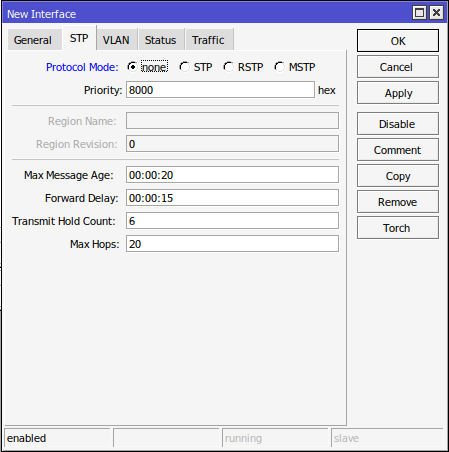 New Interface
General STP VLAN Status Traffic
Protocol Mode: none STP RSTP MSTP
Priority: 8000 hex
Region Name:
Region Revision: 0
Max Message Age: 00:00:20
Forward Delay: 00:00:15
Transmit Hold Count: 6
Max Hops: 20
OK
Cancel
Apply
Disable
Comment
Copy
Remove
Torch
enabled running slave